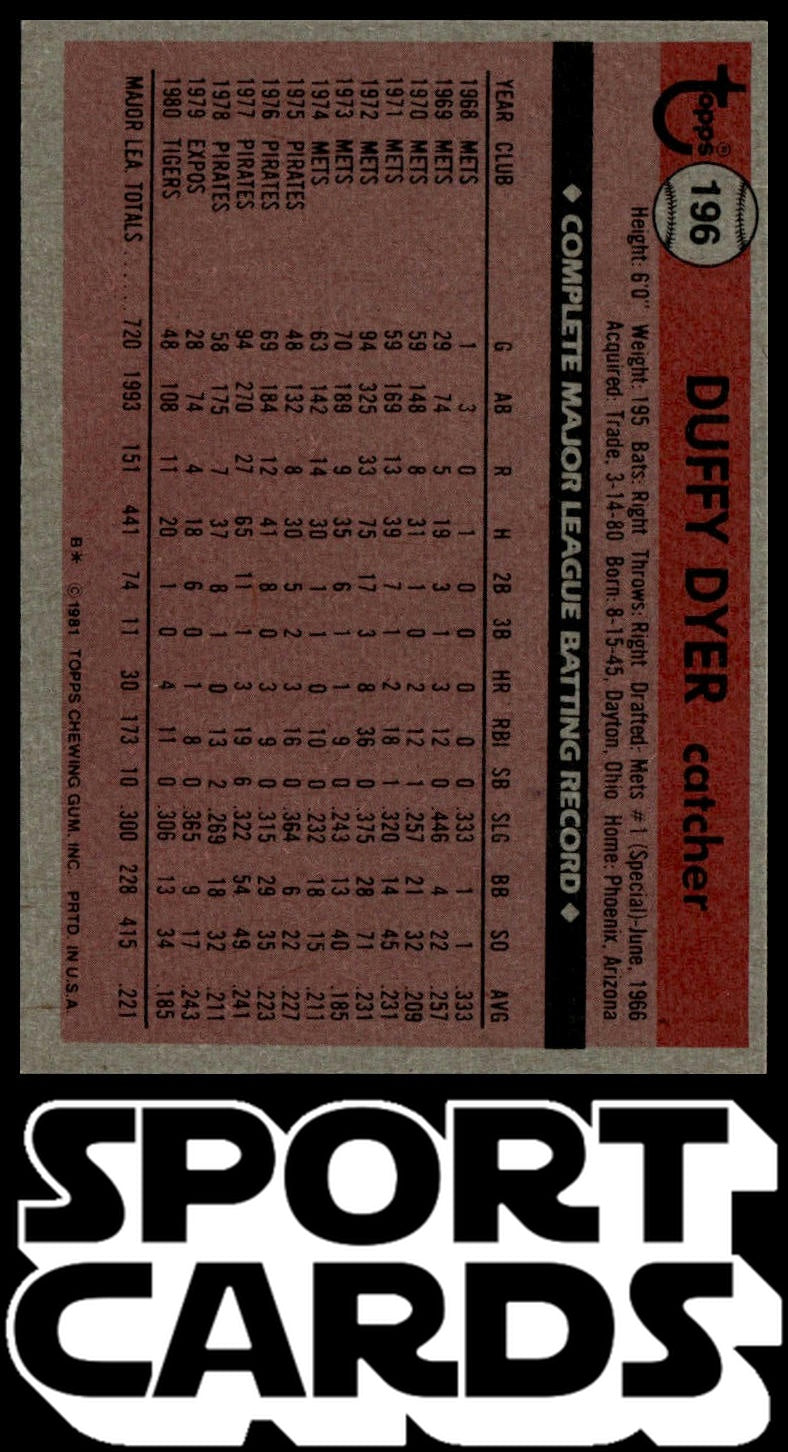 topps®
196
DUFFY DYER catcher
Height: 6'0" Weight: 195 Bats: Right Throws: Right Drafted: Mets #1 (Special)-June, 1966
Acquired: Trade, 3-14-80 Born: 8-15-45, Dayton, Ohio Home: Phoenix, Arizona
◆ COMPLETE MAJOR LEAGUE BATTING RECORD ◆
YEAR CLUB G AB R H 2B 3B HR RBI SB SLG BB SO AVG
1968 METS 1 3 0 1 0 0 0 0 0 .333 1 1 .333
1969 METS 29 74 5 19 3 1 3 12 0 .446 4 22 .257
1970 METS 59 148 8 31 1 0 2 12 1 .257 21 32 .209
1971 METS 59 169 13 39 7 1 2 18 1 .320 14 45 .231
1972 METS 94 325 33 75 17 3 8 36 0 .375 28 71 .231
1973 METS 70 189 9 35 6 1 1 9 0 .243 13 40 .185
1974 METS 63 142 14 30 1 1 0 10 0 .232 18 15 .211
1975 PIRATES 48 132 8 30 5 2 3 16 0 .364 6 22 .227
1976 PIRATES 69 184 12 41 8 0 3 9 0 .315 29 35 .223
1977 PIRATES 94 270 27 65 11 1 3 19 6 .322 54 49 .241
1978 PIRATES 58 175 7 37 8 1 0 13 2 .269 18 32 .211
1979 EXPOS 28 74 4 18 6 0 1 8 0 .365 9 17 .243
1980 TIGERS 48 108 11 20 1 0 4 11 0 .306 13 34 .185
MAJOR LEA. TOTALS . . . . . . 720 1993 151 441 74 11 30 173 10 .300 228 415 .221
B* © 1981 TOPPS CHEWING GUM, INC. PRTD. IN U.S.A.
SPORT
CARDS